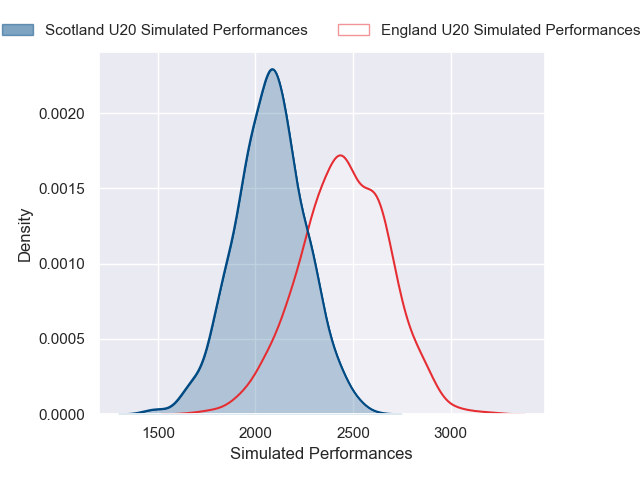 Scotland U20 Simulated Performances England U20 Simulated Performances
0.0020
0.0015
0.0010
0.0005
0.0000
Density
1500 2000 2500 3000
Simulated Performances